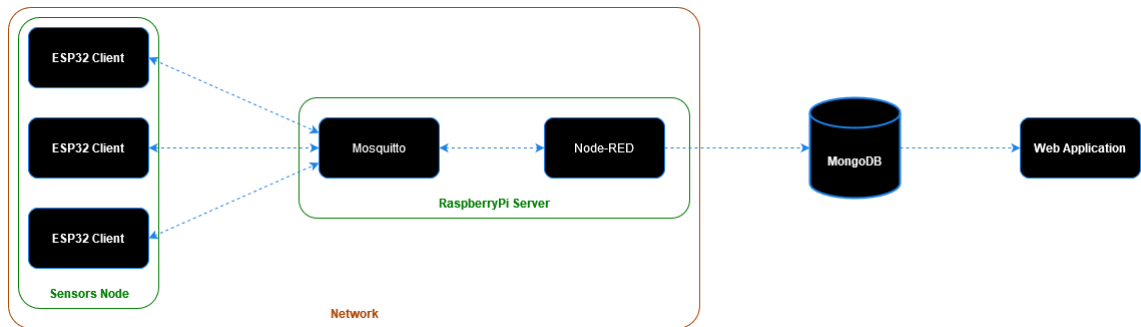 ESP32 Client
ESP32 Client
ESP32 Client
Sensors Node
Mosquitto
Node-RED
RaspberryPi Server
Network
MongoDB
Web Application